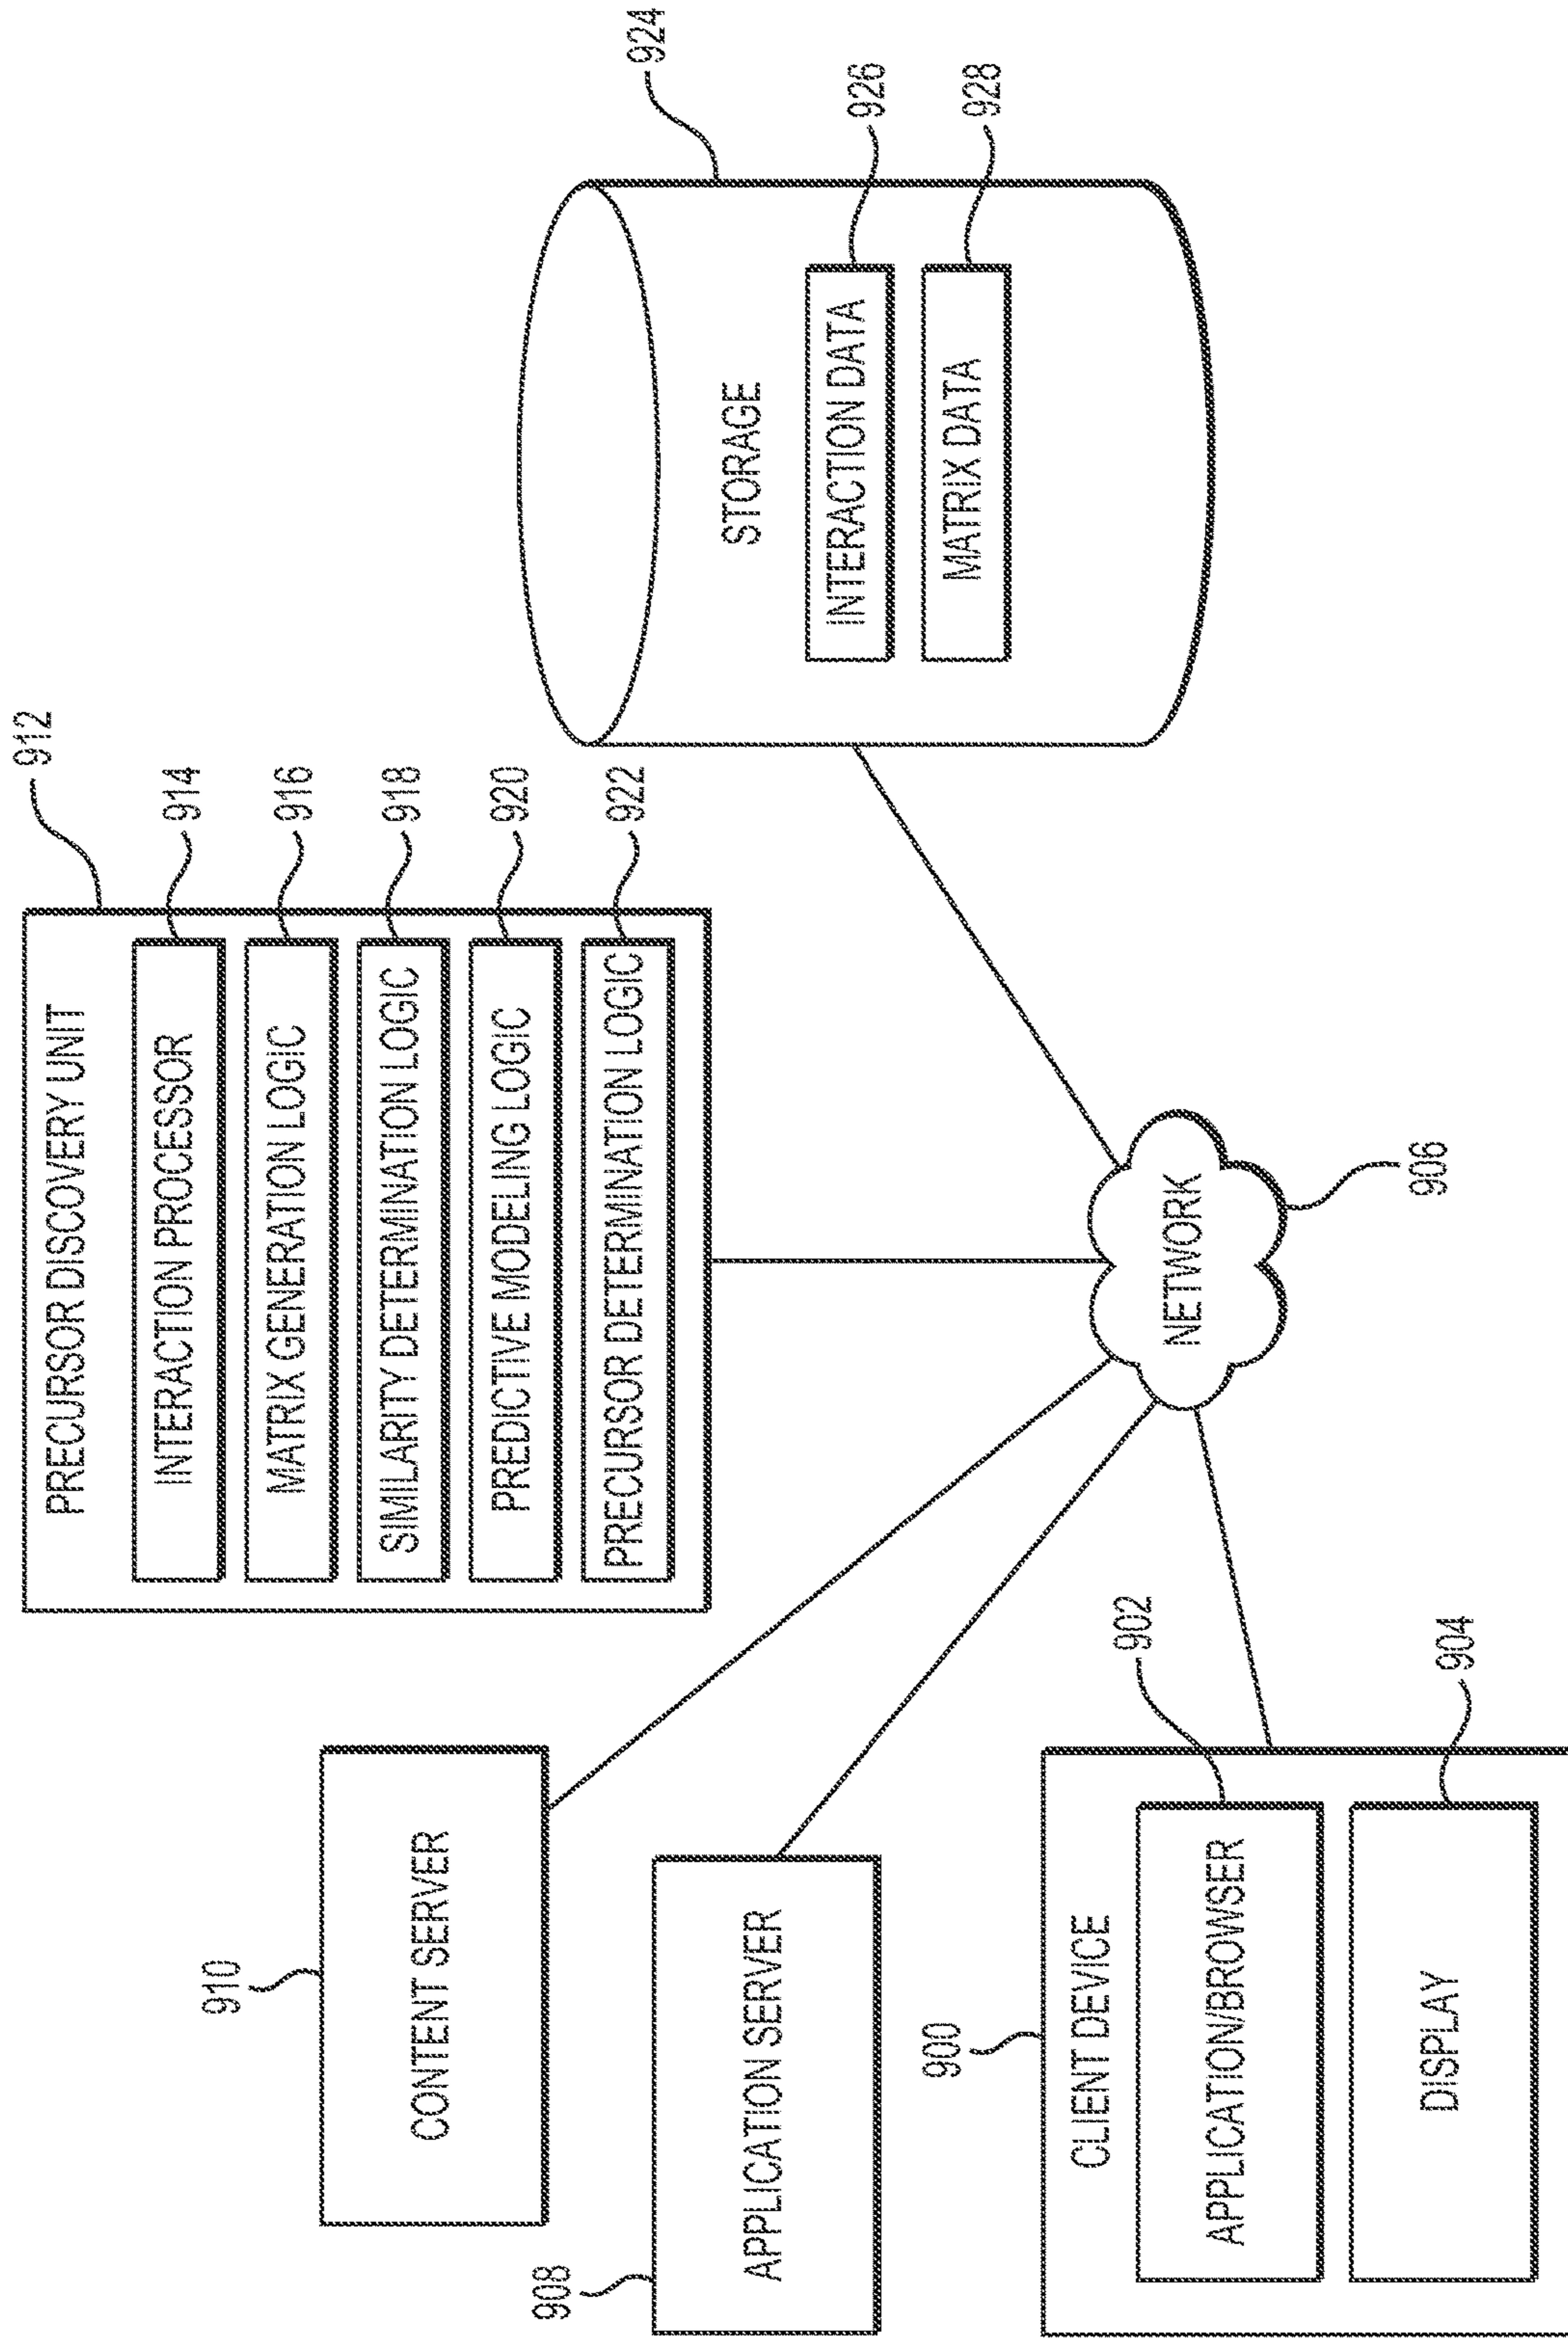 910
CONTENT SERVER
908
APPLICATION SERVER
900
CLIENT DEVICE
APPLICATION/BROWSER
902
DISPLAY
904
PRECURSOR DISCOVERY UNIT
912
INTERACTION PROCESSOR
914
MATRIX GENERATION LOGIC
916
SIMILARITY DETERMINATION LOGIC
918
PREDICTIVE MODELING LOGIC
920
PRECURSOR DETERMINATION LOGIC
922
NETWORK
906
924
STORAGE
INTERACTION DATA
926
MATRIX DATA
928